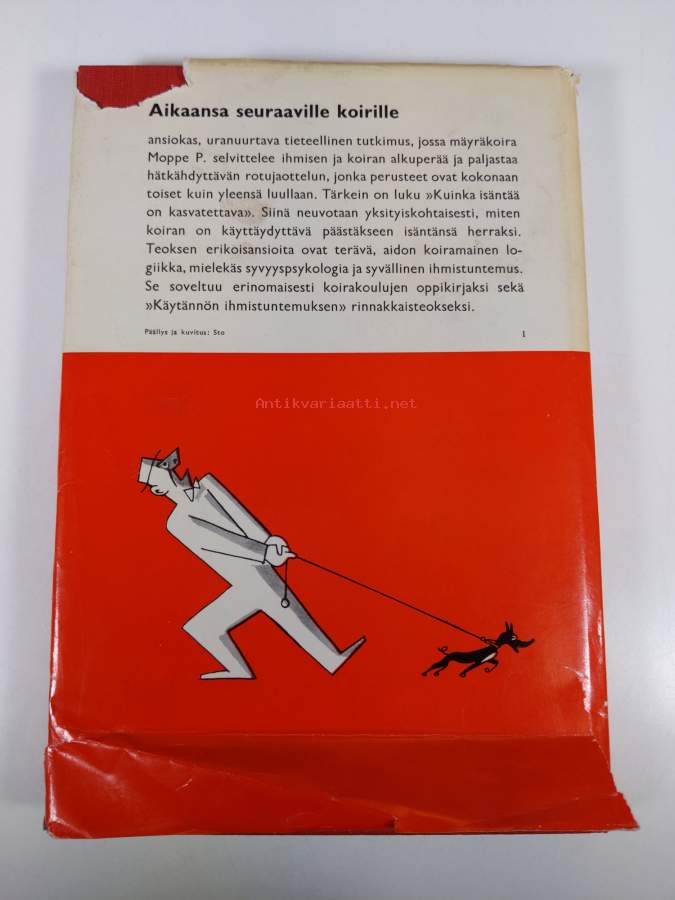 Aikaansa seuraaville koirille
ansiokas, uranuurtava tieteellinen tutkimus, jossa mäyräkoira
Moppe P. selvittelee ihmisen ja koiran alkuperää ja paljastaa
hätkähdyttävän rotujaottelun, jonka perusteet ovat kokonaan
toiset kuin yleensä luullaan. Tärkein on luku »Kuinka isäntää
on kasvatettava». Siinä neuvotaan yksityiskohtaisesti, miten
koiran on käyttäydyttävä päästäkseen isäntänsä herraksi.
Teoksen erikoisansioita ovat terävä, aidon koiramainen lo-
giikka, mielekäs syvyyspsykologia ja syvällinen ihmistuntemus.
Se soveltuu erinomaisesti koirakoulujen oppikirjaksi sekä
»Käytännön ihmistuntemuksen» rinnakkaisteokseksi.
Päällys ja kuvitus: Sto 1
Antikvariaatti.net